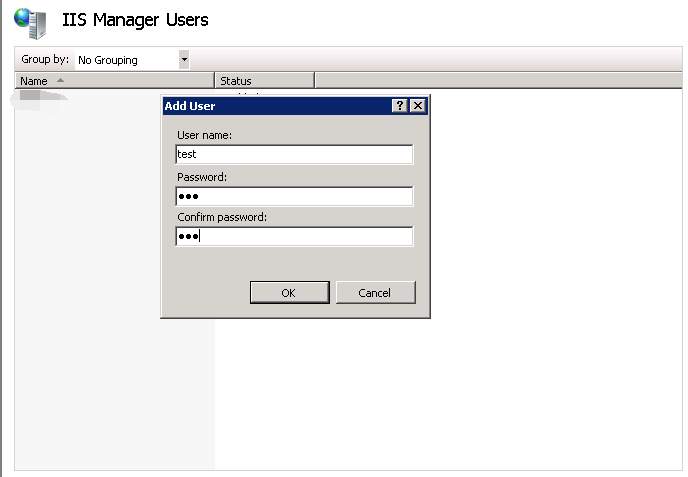 IIS Manager Users
Group by: No Grouping
Name Status
Add User
User name:
test
Password:
●●●
Confirm password:
●●●
OK Cancel